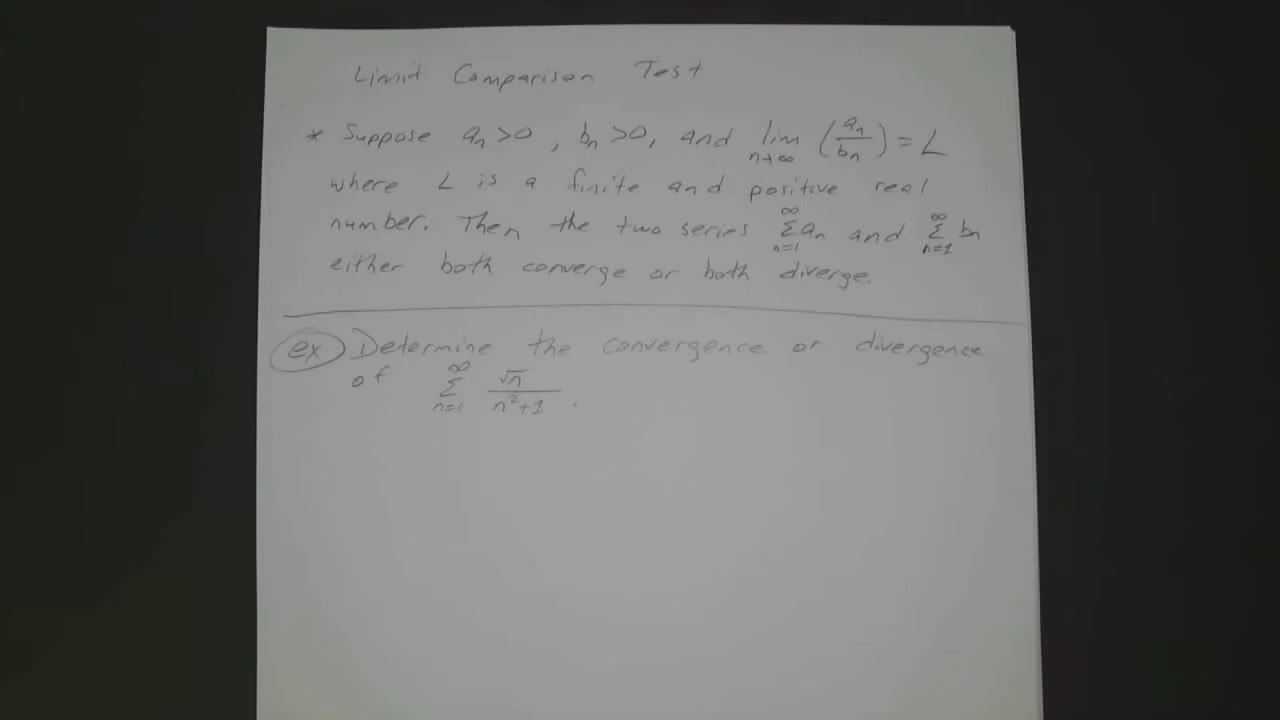 Limit Comparison Test
* Suppose aₙ>0, bₙ>0, and lim n→∞ (aₙ/bₙ) = L
where L is a finite and positive real
number. Then the two series ∞ Σ n=1 aₙ and ∞ Σ n=1 bₙ
either both converge or both diverge
ex Determine the convergence or divergence
of ∞ Σ n=1 √n/(n²+1).